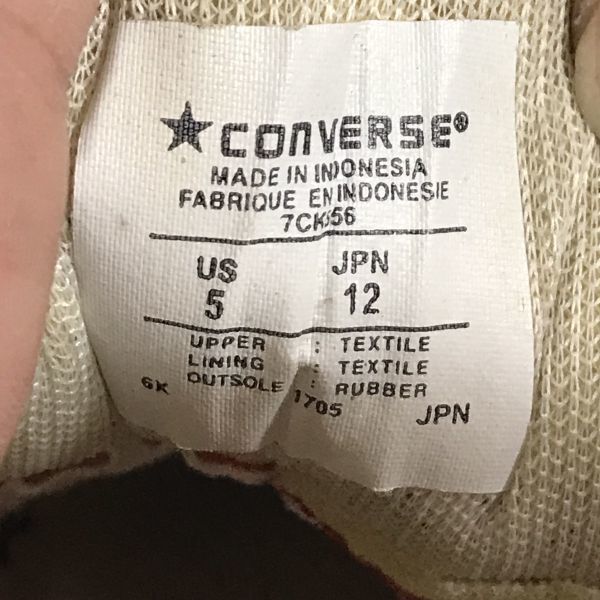 ★CONVERSE®
MADE IN INDONESIA
FABRIQUE EN INDONESIE
US JPN
5 12
UPPER : TEXTILE
LINING : TEXTILE
OUTSOLE : RUBBER
6K 1705 JPN